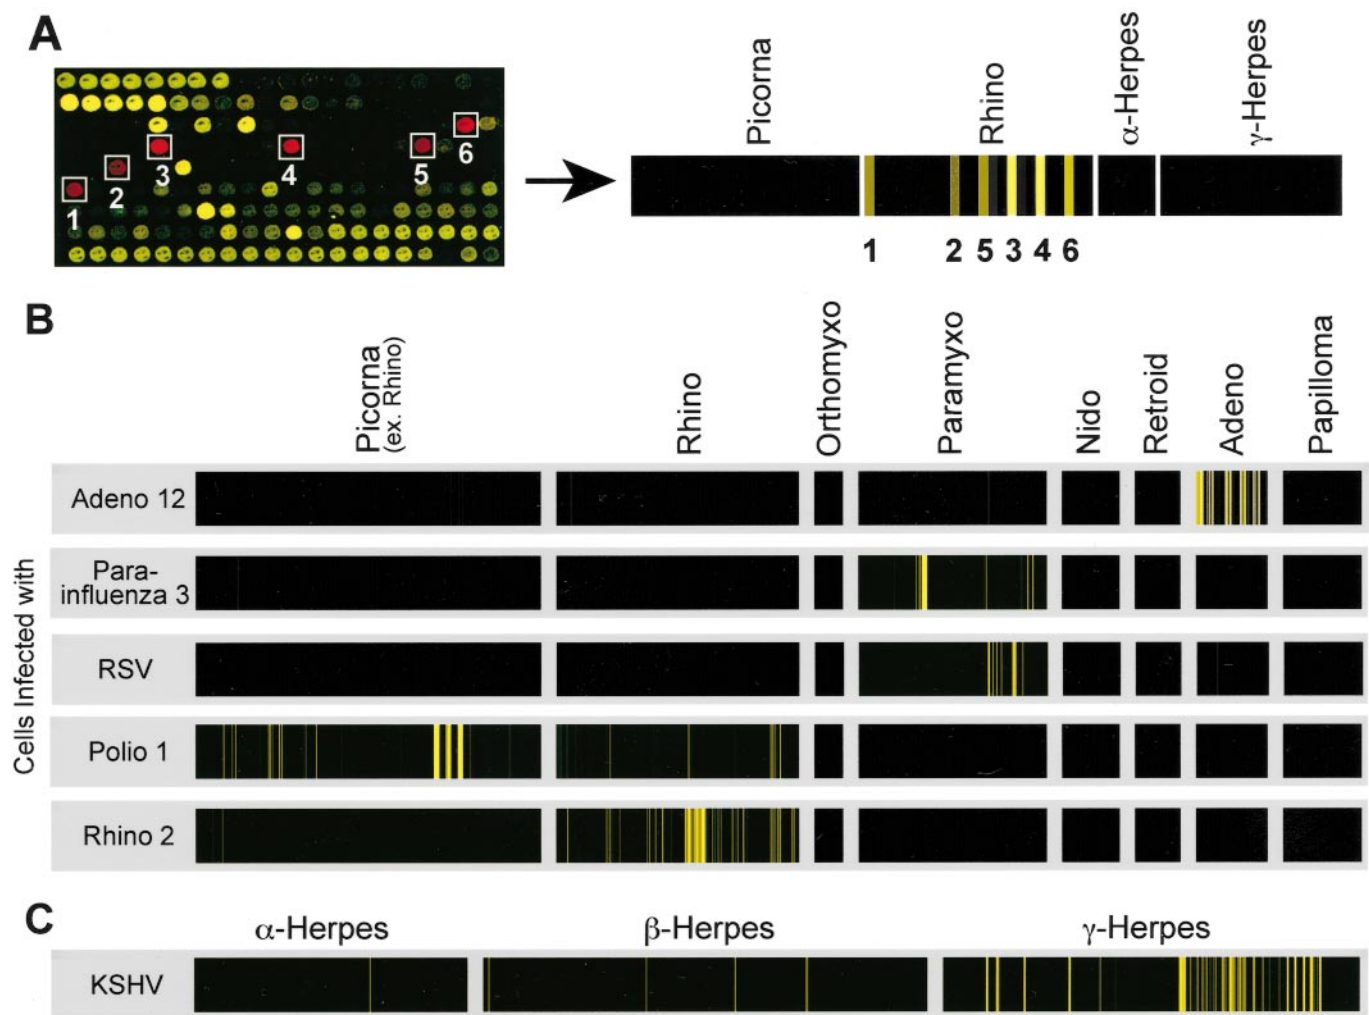 A
Picorna
Rhino
α-Herpes
γ-Herpes
1
2
3
4
5
6
1 2 5 3 4 6
B
Picorna
(ex. Rhino)
Rhino
Orthomyxo
Paramyxo
Nido
Retroid
Adeno
Papilloma
Cells Infected with
Adeno 12
Para-
influenza 3
RSV
Polio 1
Rhino 2
C
α-Herpes
β-Herpes
γ-Herpes
KSHV